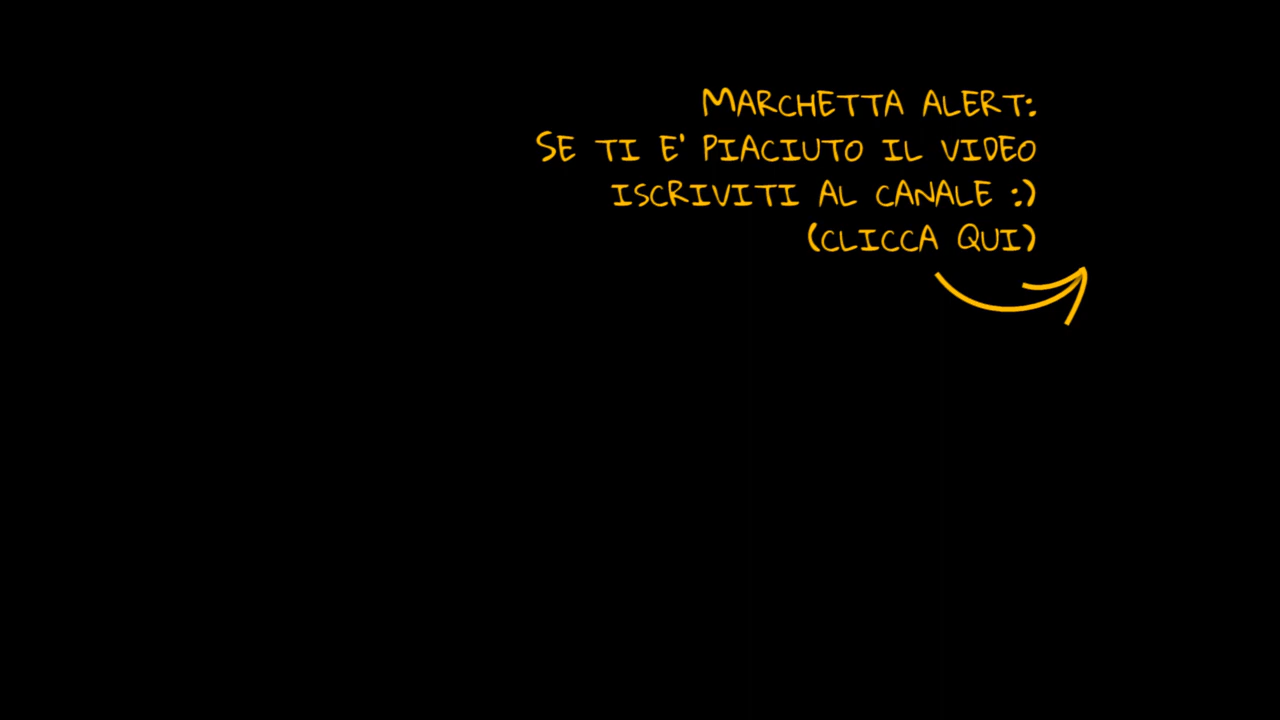 MARCHETTA ALERT:
SE TI E' PIACIUTO IL VIDEO
ISCRIVITI AL CANALE :)
(CLICCA QUI)